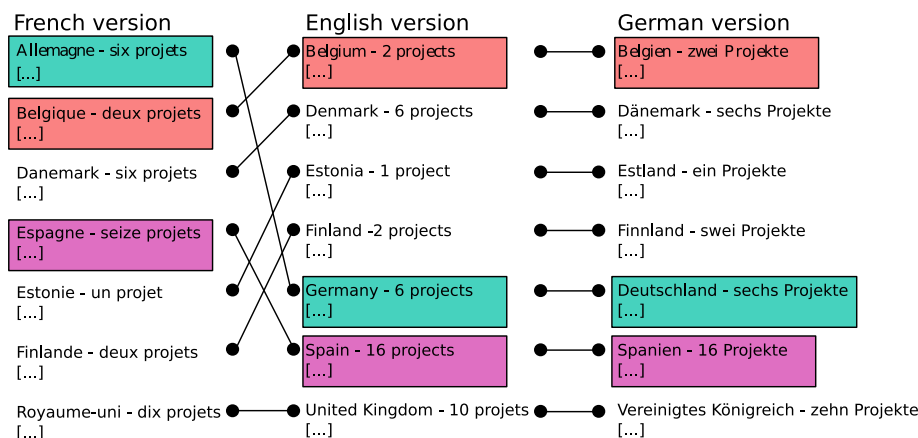 French version
Allemagne - six projets
[...]
Belgique - deux projets
[...]
Danemark - six projets
[...]
Espagne - seize projets
[...]
Estonie - un projet
[...]
Finlande - deux projets
[...]
Royaume-uni - dix projets
[...]
English version
Belgium - 2 projects
[...]
Denmark - 6 projects
[...]
Estonia - 1 project
[...]
Finland -2 projects
[...]
Germany - 6 projects
[...]
Spain - 16 projects
[...]
United Kingdom - 10 projets
[...]
German version
Belgien - zwei Projekte
[...]
Dänemark - sechs Projekte
[...]
Estland - ein Projekte
[...]
Finnland - swei Projekte
[...]
Deutschland - sechs Projekte
[...]
Spanien - 16 Projekte
[...]
Vereinigtes Königreich - zehn Projekte
[...]